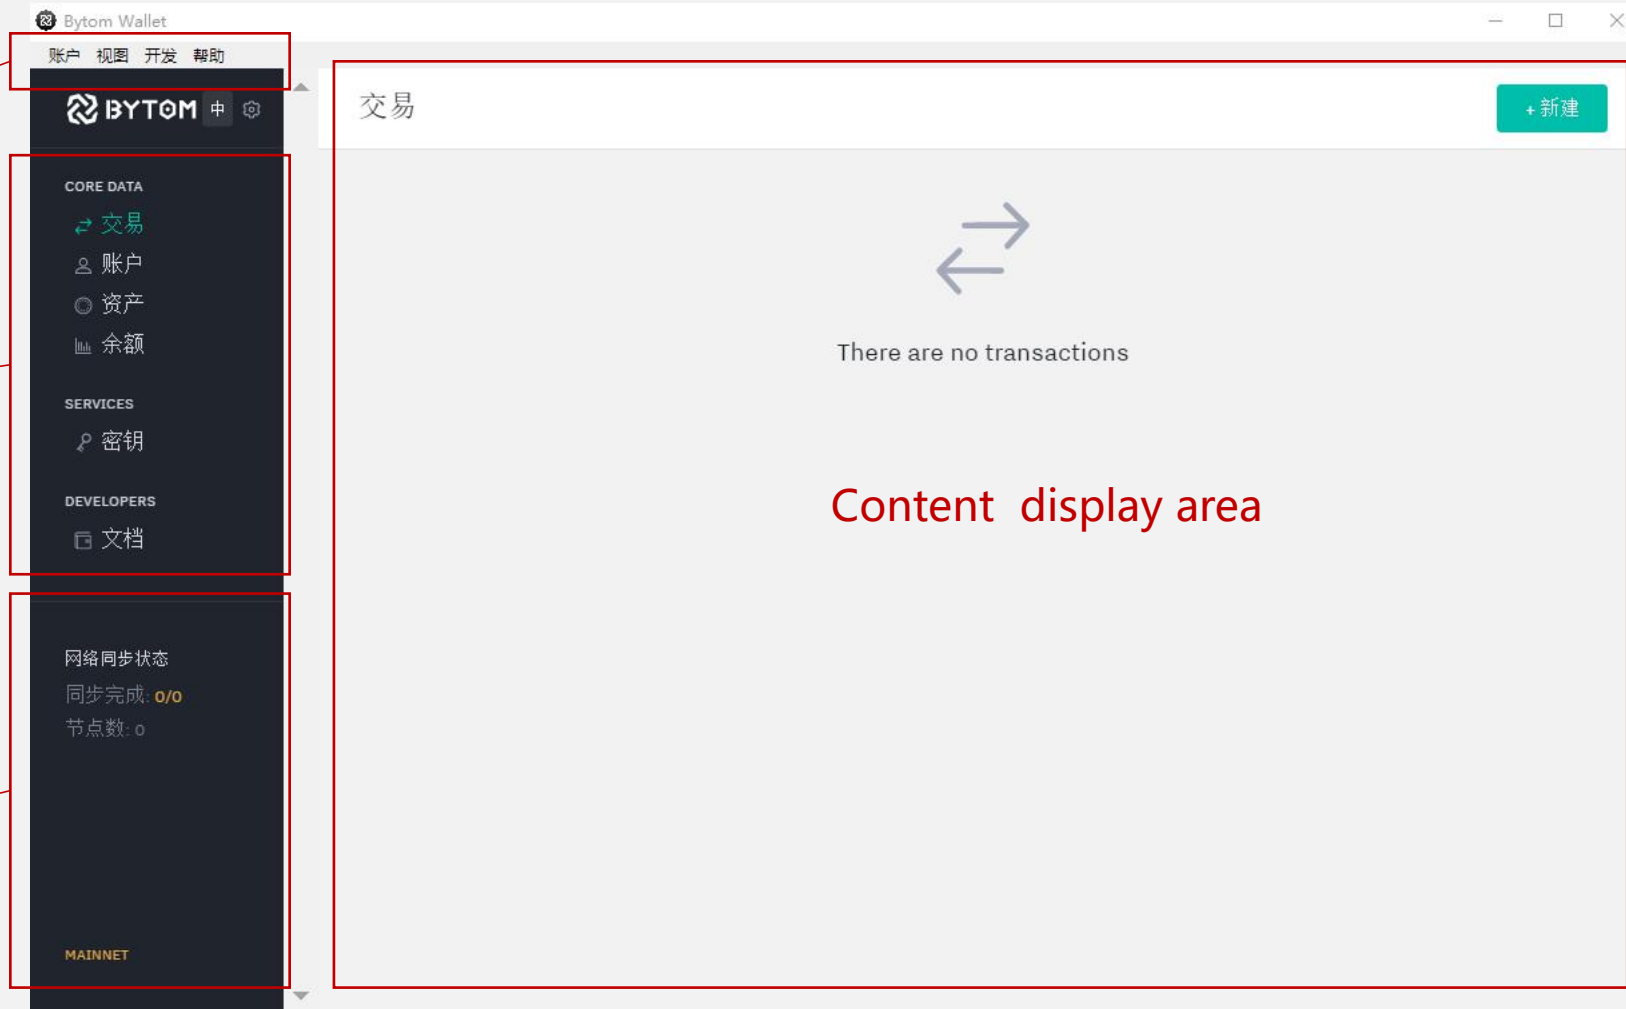 Bytom Wallet
账户 视图 开发 帮助
BYTOM 中
交易
+ 新建
CORE DATA
交易
账户
资产
余额
SERVICES
密钥
DEVELOPERS
文档
There are no transactions
Content display area
网络同步状态
同步完成: 0/0
节点数: 0
MAINNET